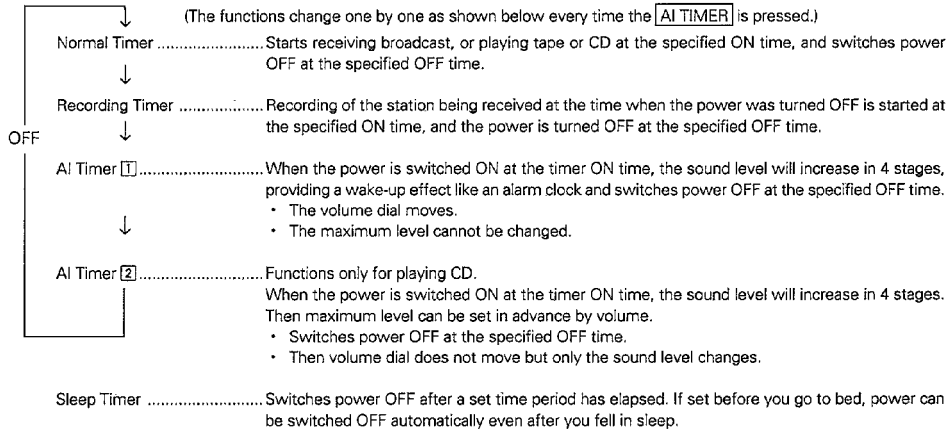 (The functions change one by one as shown below every time the AI TIMER is pressed.)
Normal Timer ........................ Starts receiving broadcast, or playing tape or CD at the specified ON time, and switches power
OFF at the specified OFF time.
Recording Timer ................... Recording of the station being received at the time when the power was turned OFF is started at
the specified ON time, and the power is turned OFF at the specified OFF time.
OFF
AI Timer 1 ........................... When the power is switched ON at the timer ON time, the sound level will increase in 4 stages,
providing a wake-up effect like an alarm clock and switches power OFF at the specified OFF time.
• The volume dial moves.
• The maximum level cannot be changed.
AI Timer 2 ........................... Functions only for playing CD.
When the power is switched ON at the timer ON time, the sound level will increase in 4 stages.
Then maximum level can be set in advance by volume.
• Switches power OFF at the specified OFF time.
• Then volume dial does not move but only the sound level changes.
Sleep Timer ......................... Switches power OFF after a set time period has elapsed. If set before you go to bed, power can
be switched OFF automatically even after you fell in sleep.